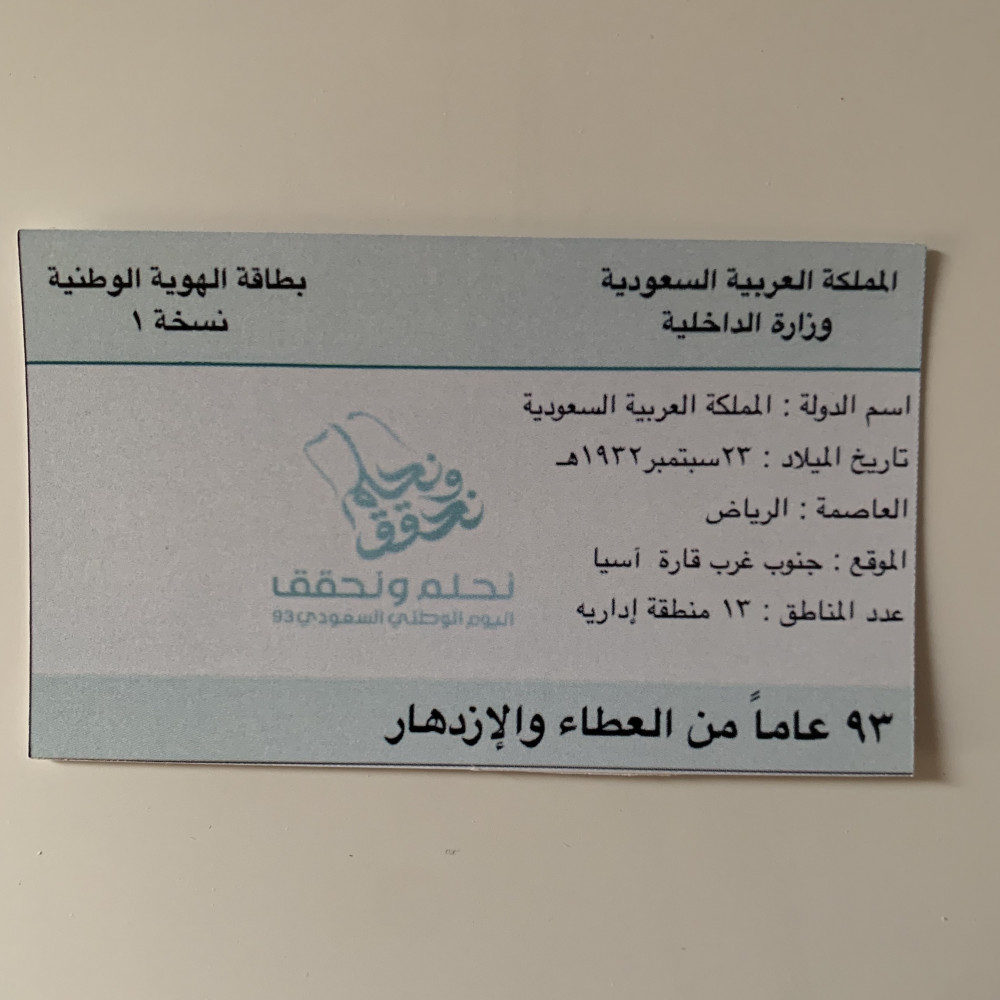 المملكة العربية السعودية
وزارة الداخلية
بطاقة الهوية الوطنية
نسخة ١
اسم الدولة : المملكة العربية السعودية
تاريخ الميلاد : ٢٣سبتمبر١٩٣٢هـ
العاصمة : الرياض
الموقع : جنوب غرب قارة آسيا
عدد المناطق : ١٣ منطقة إداريه
ونحلم
نحقق
نحلم ونحقق
اليوم الوطني السعودي 93
٩٣ عاماً من العطاء والإزدهار